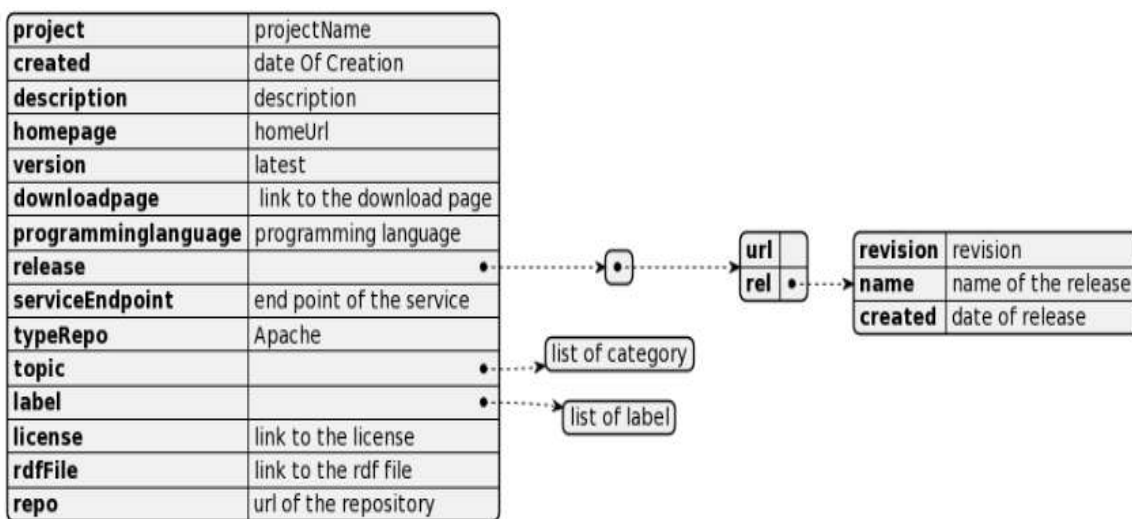 project projectName
created date Of Creation
description description
homepage homeUrl
version latest
downloadpage link to the download page
programminglanguage programming language
release
serviceEndpoint end point of the service
typeRepo Apache
topic
label
license link to the license
rdfFile link to the rdf file
repo url of the repository
url
rel
revision revision
name name of the release
created date of release
list of category
list of label